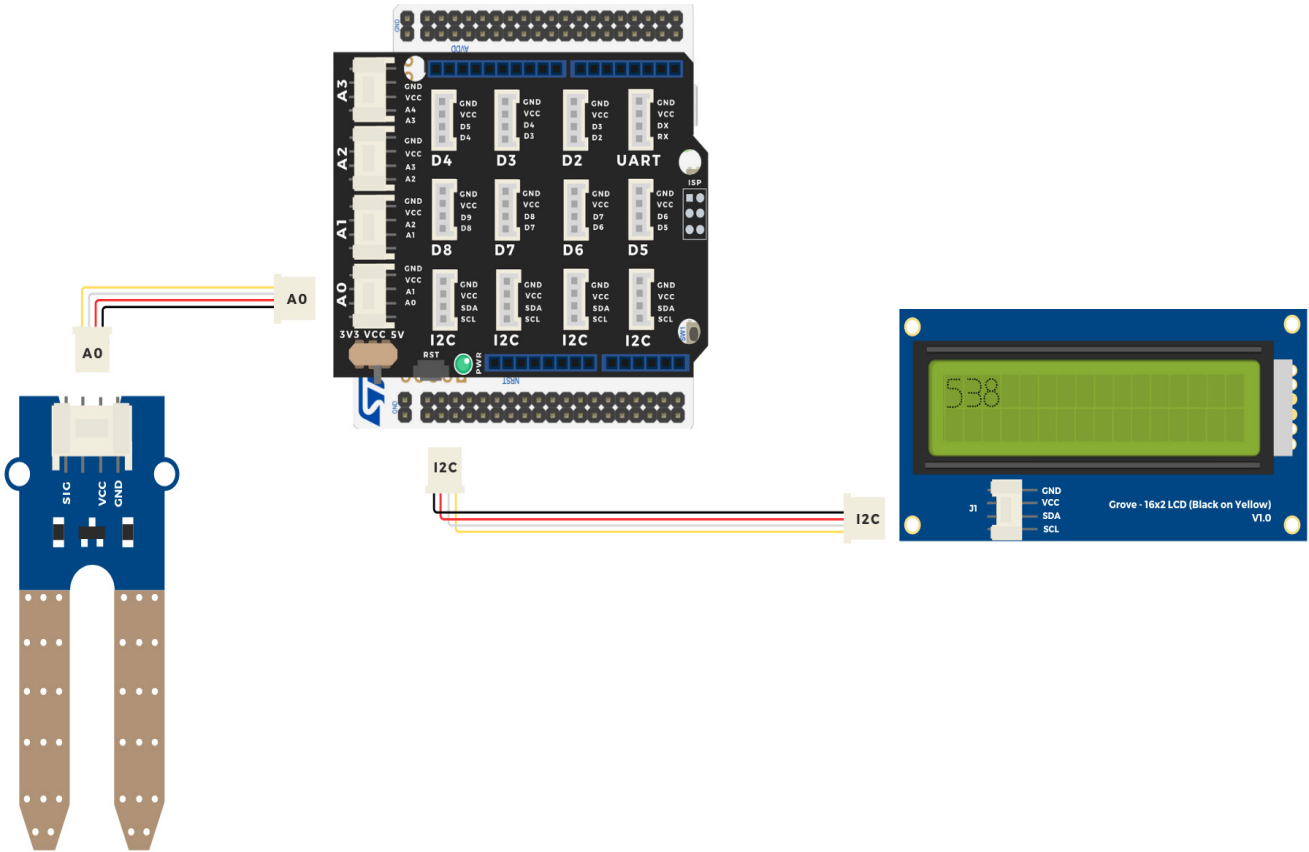 GND
AVDD
A3
GND
VCC
A4
A3
GND
VCC
D5
D4
D4
GND
VCC
D4
D3
D3
GND
VCC
D3
D2
D2
GND
VCC
DX
RX
UART
A2
GND
VCC
A3
A2
ISP
A1
GND
VCC
A2
A1
GND
VCC
D9
D8
D8
GND
VCC
D8
D7
D7
GND
VCC
D7
D6
D6
GND
VCC
D6
D5
D5
A0
GND
VCC
A1
A0
GND
VCC
SDA
SCL
I2C
GND
VCC
SDA
SCL
I2C
GND
VCC
SDA
SCL
I2C
GND
VCC
SDA
SCL
I2C
3V3 VCC 5V
RST
PWR
NRST
GND
A0
A0
SIG
VCC
GND
I2C
I2C
538
J1
GND
VCC
SDA
SCL
Grove - 16x2 LCD (Black on Yellow)
V1.0